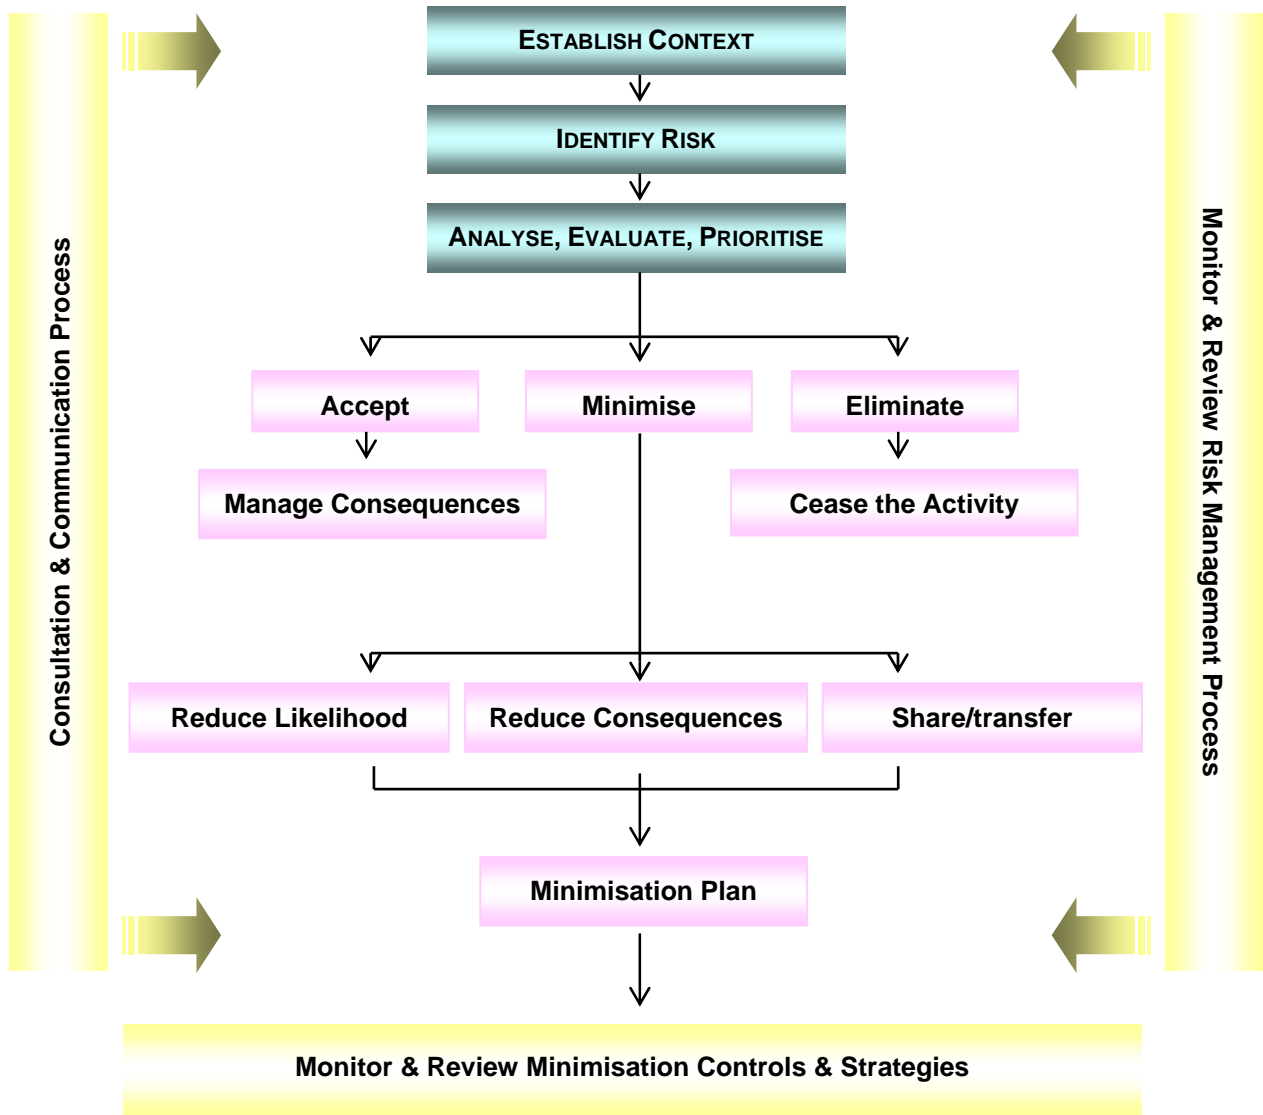 ESTABLISH CONTEXT
IDENTIFY RISK
ANALYSE, EVALUATE, PRIORITISE
Consultation & Communication Process
Monitor & Review Risk Management Process
Accept
Minimise
Eliminate
Manage Consequences
Cease the Activity
Reduce Likelihood
Reduce Consequences
Share/transfer
Minimisation Plan
Monitor & Review Minimisation Controls & Strategies